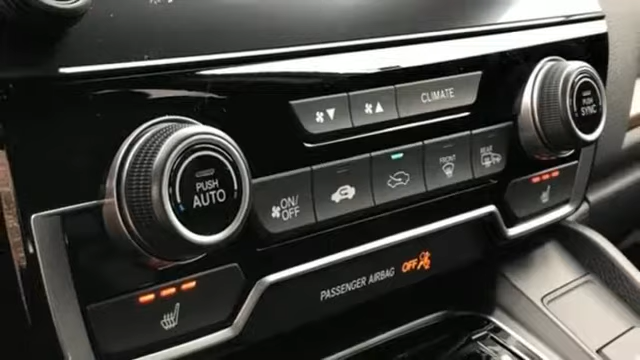 CLIMATE
PUSH
SYNC
PUSH
AUTO
ON/
OFF
FRONT
REAR
PASSENGER AIRBAG OFF